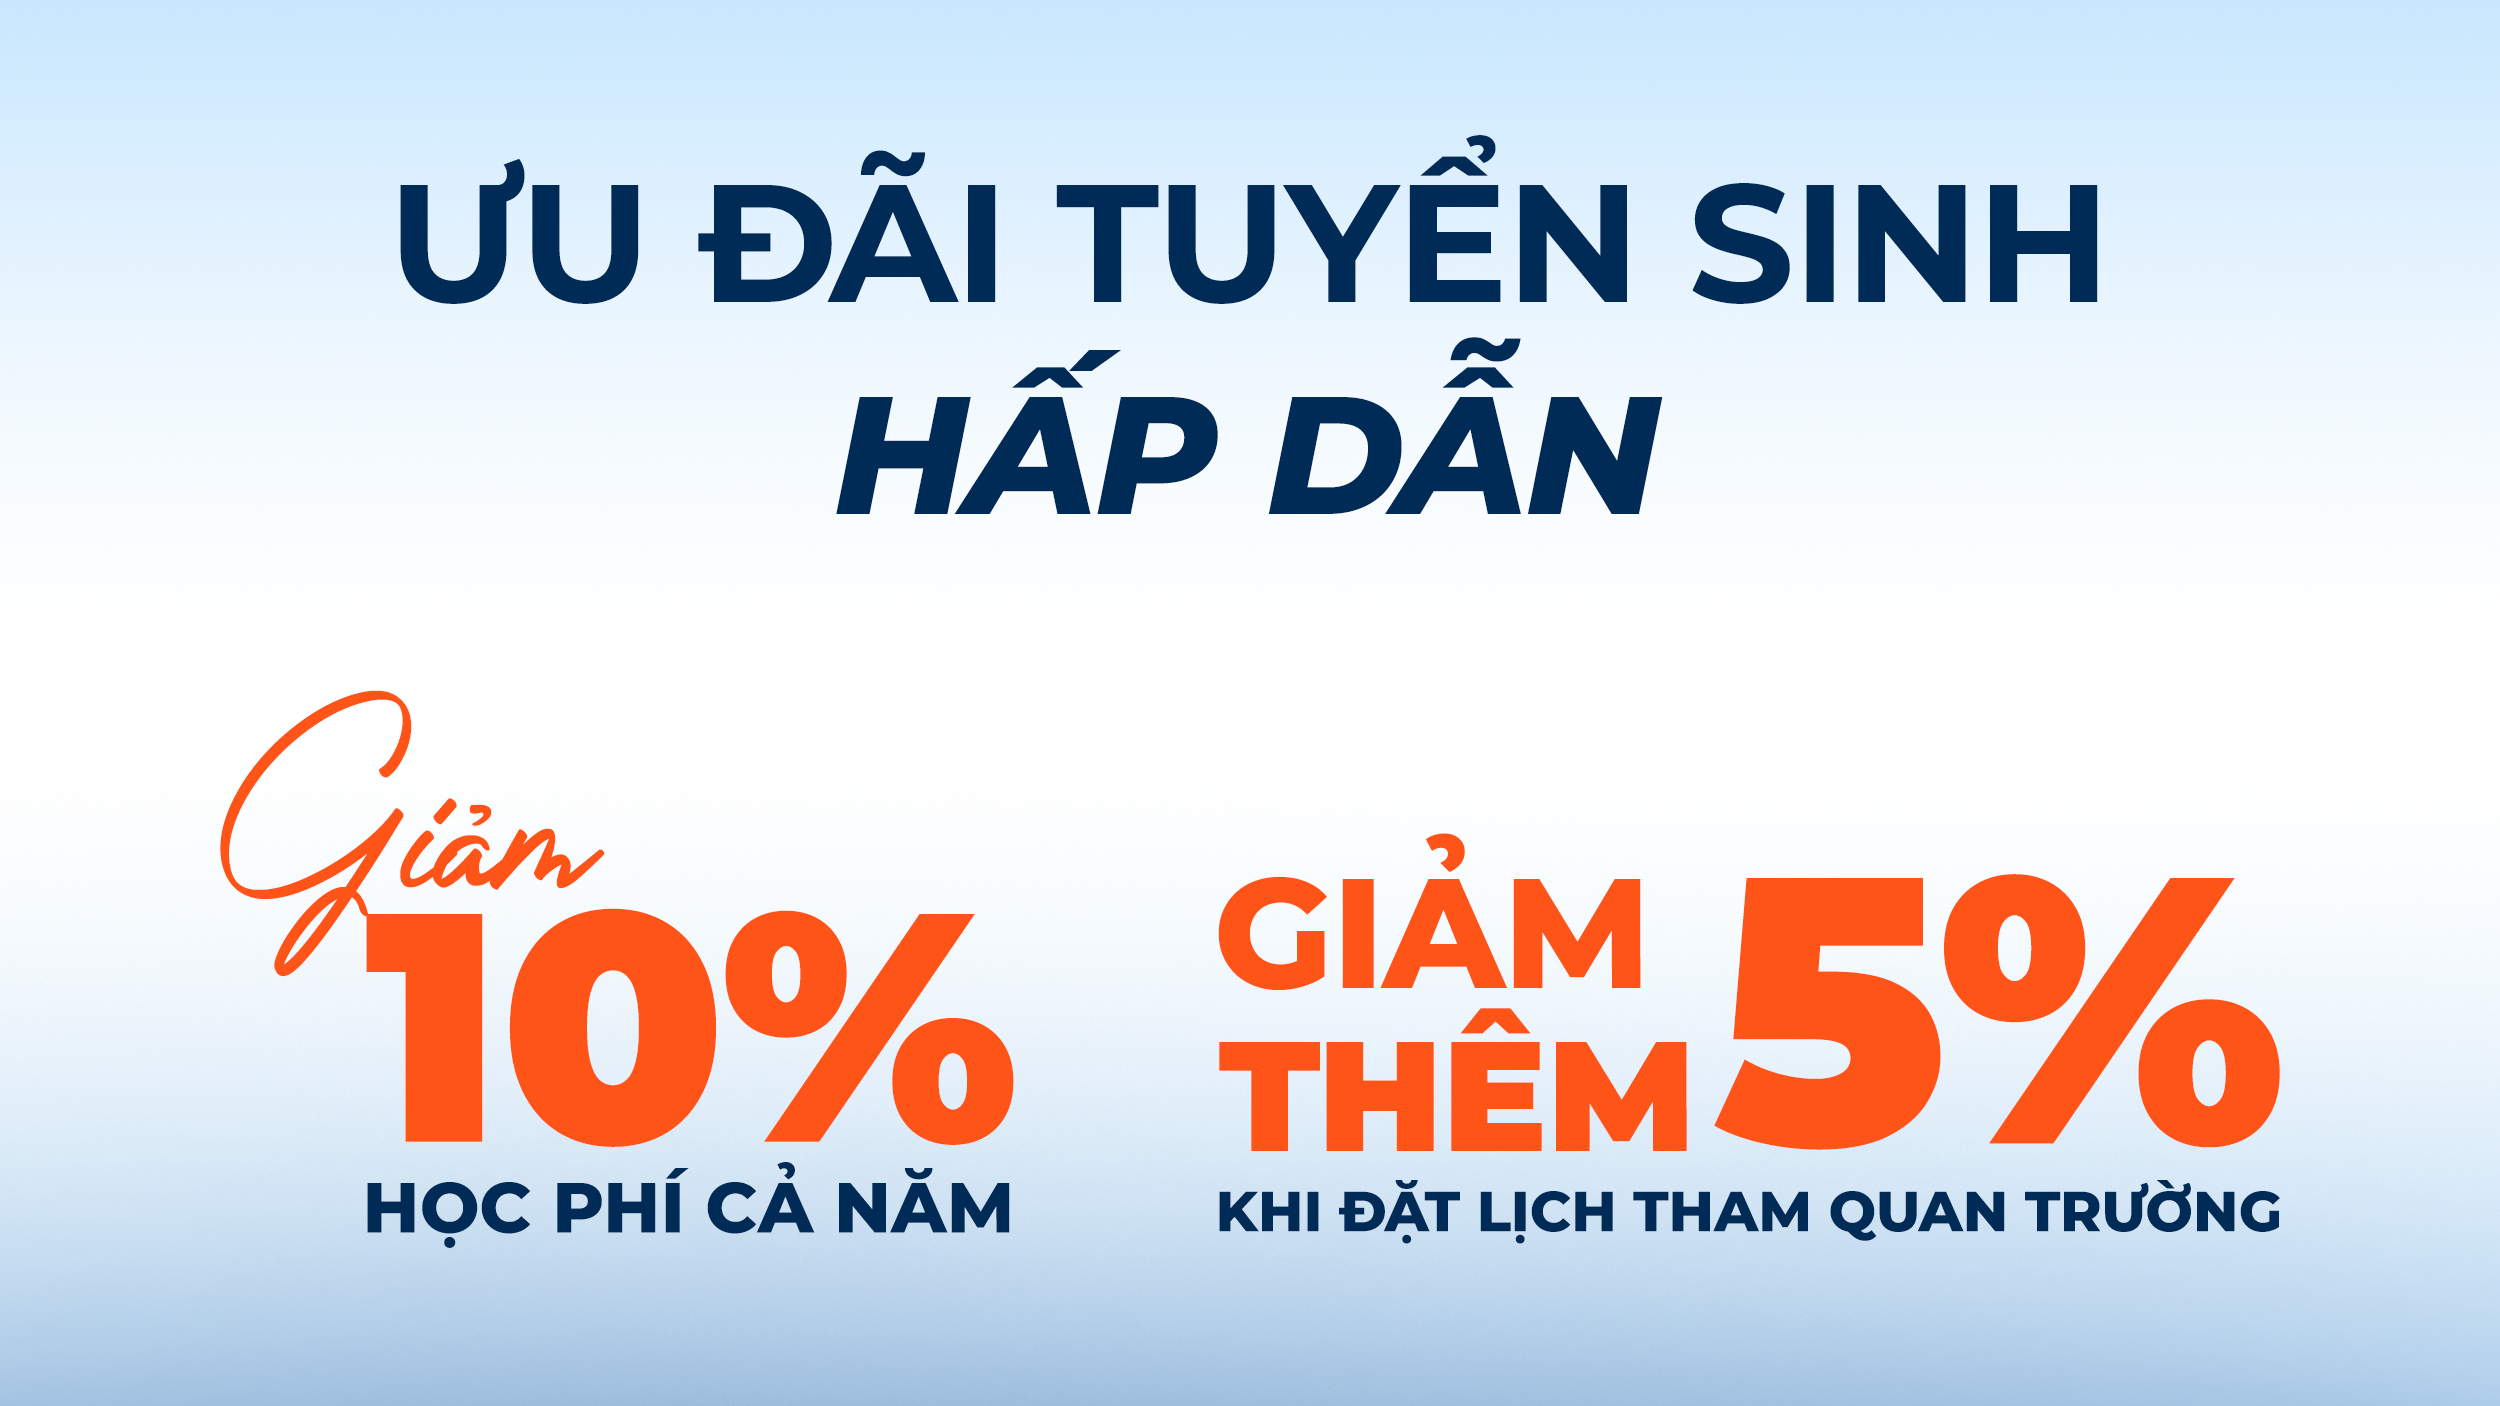 ƯU ĐÃI TUYỂN SINH
HẤP DẪN
Giảm
10%
HỌC PHÍ CẢ NĂM
GIẢM
THÊM 5%
KHI ĐẶT LỊCH THAM QUAN TRƯỜNG